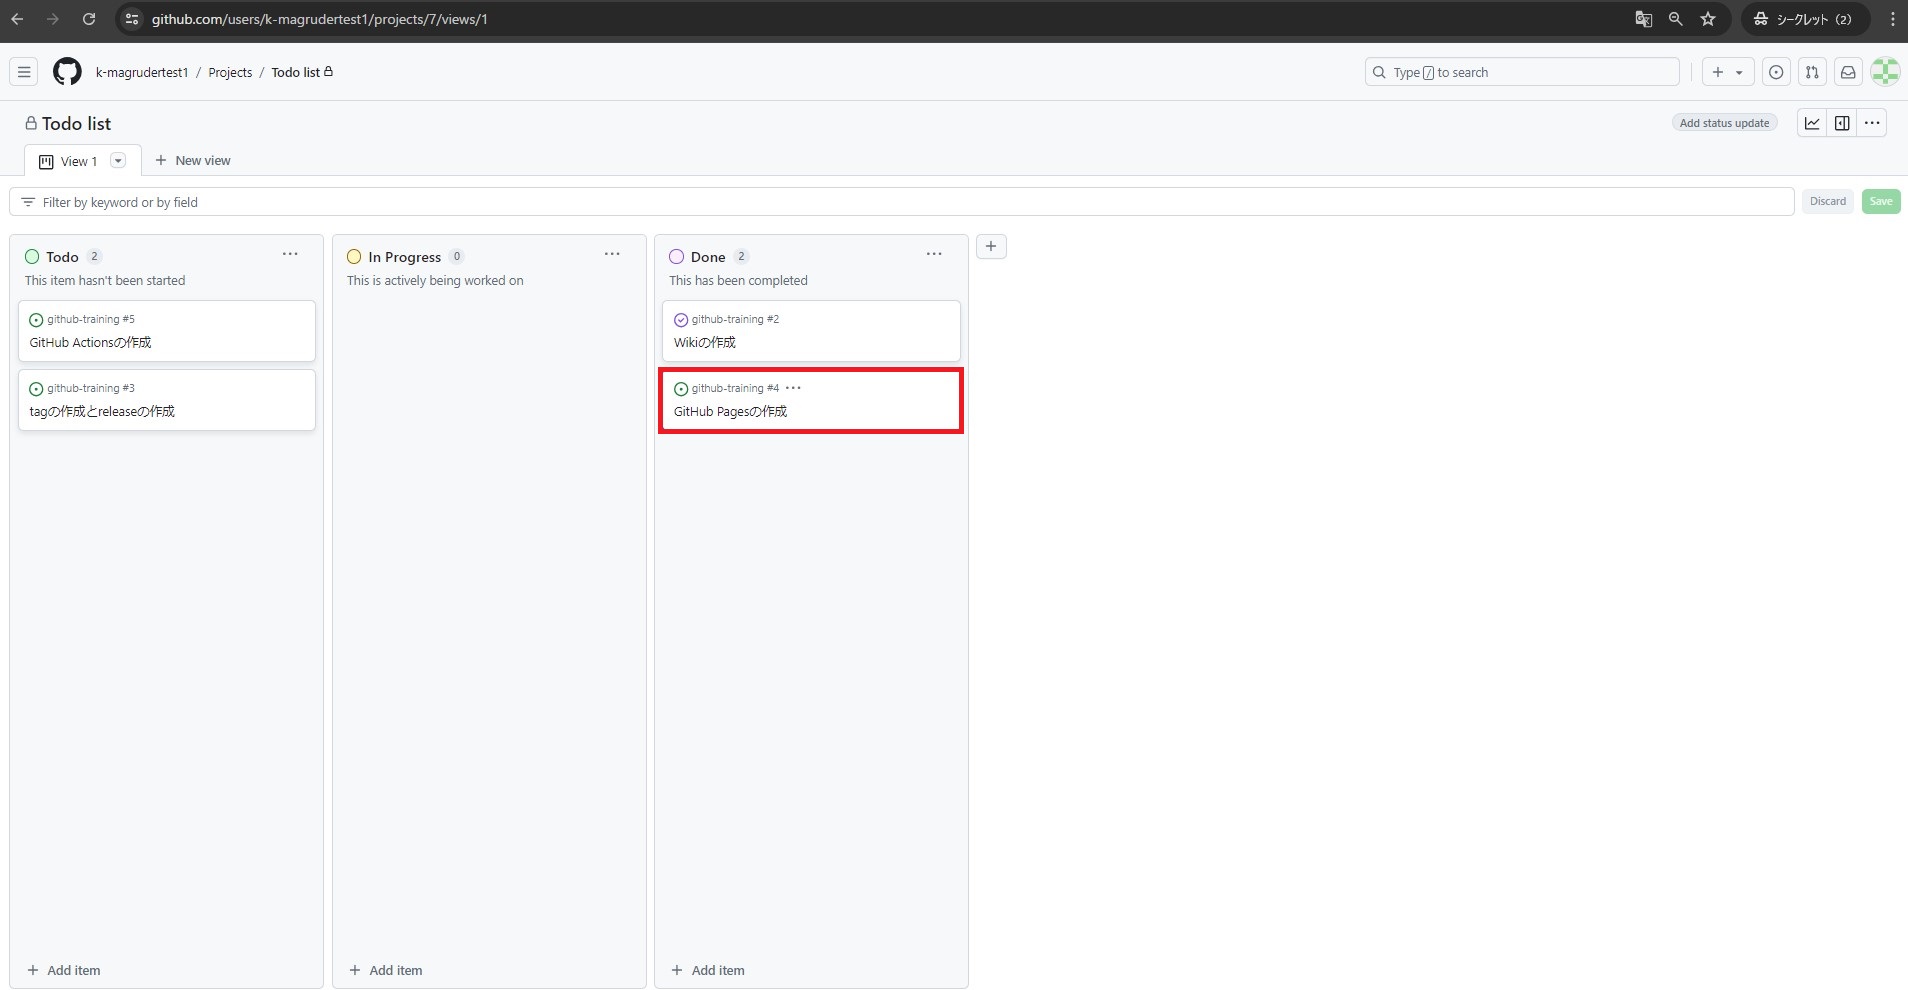 github.com/users/k-magrudertest1/projects/7/views/1
シークレット (2)
k-magrudertest1 / Projects / Todo list
Type / to search
Todo list
Add status update
View 1
New view
Filter by keyword or by field
Discard
Save
Todo 2
This item hasn't been started
github-training #5
GitHub Actionsの作成
github-training #3
tagの作成とreleaseの作成
Add item
In Progress 0
This is actively being worked on
Add item
Done 2
This has been completed
github-training #2
Wikiの作成
github-training #4
GitHub Pagesの作成
Add item